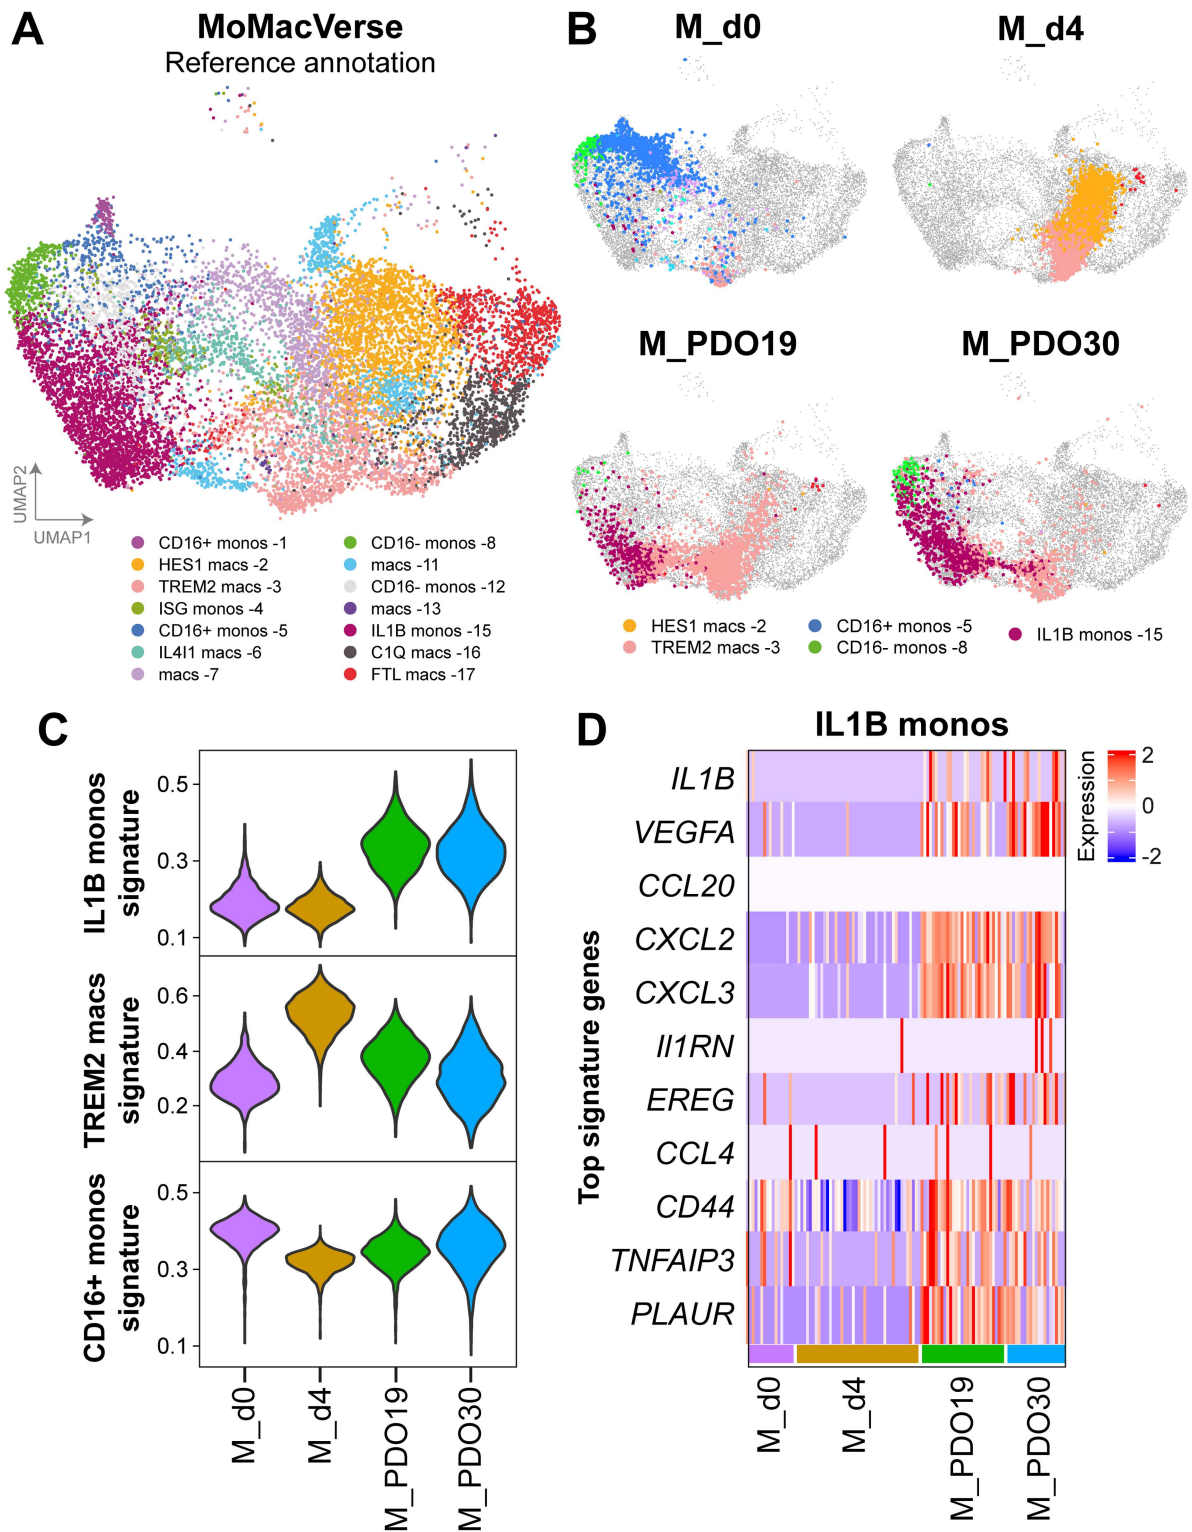 A
MoMacVerse
Reference annotation
UMAP2
UMAP1
CD16+ monos -1
HES1 macs -2
TREM2 macs -3
ISG monos -4
CD16+ monos -5
IL4I1 macs -6
macs -7
CD16- monos -8
macs -11
CD16- monos -12
macs -13
IL1B monos -15
C1Q macs -16
FTL macs -17
B
M_d0
M_d4
M_PDO19
M_PDO30
HES1 macs -2
TREM2 macs -3
CD16+ monos -5
CD16- monos -8
IL1B monos -15
C
IL1B monos
signature
0.5
0.3
0.1
TREM2 macs
signature
0.6
0.4
0.2
CD16+ monos
signature
0.5
0.3
0.1
M_d0
M_d4
M_PDO19
M_PDO30
D
IL1B monos
Top signature genes
IL1B
VEGFA
CCL20
CXCL2
CXCL3
Il1RN
EREG
CCL4
CD44
TNFAIP3
PLAUR
Expression
2
0
-2
M_d0
M_d4
M_PDO19
M_PDO30